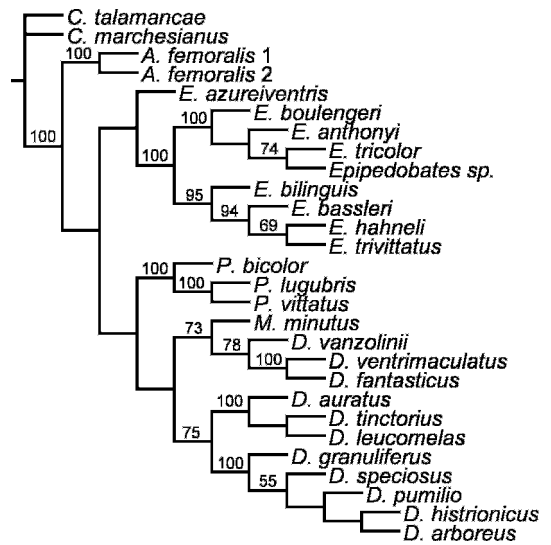 C. talamancae
C. marchesianus
100 A. femoralis 1
A. femoralis 2
E. azureiventris
100
100 E. boulengeri
E. anthonyi
74 E. tricolor
100 Epipedobates sp.
95 E. bilinguis
94 E. bassleri
69 E. hahneli
E. trivittatus
100 P. bicolor
100 P. lugubris
P. vittatus
73 M. minutus
78 D. vanzolinii
100 D. ventrimaculatus
D. fantasticus
100 D. auratus
D. tinctorius
75 D. leucomelas
100 D. granuliferus
55 D. speciosus
D. pumilio
D. histrionicus
D. arboreus